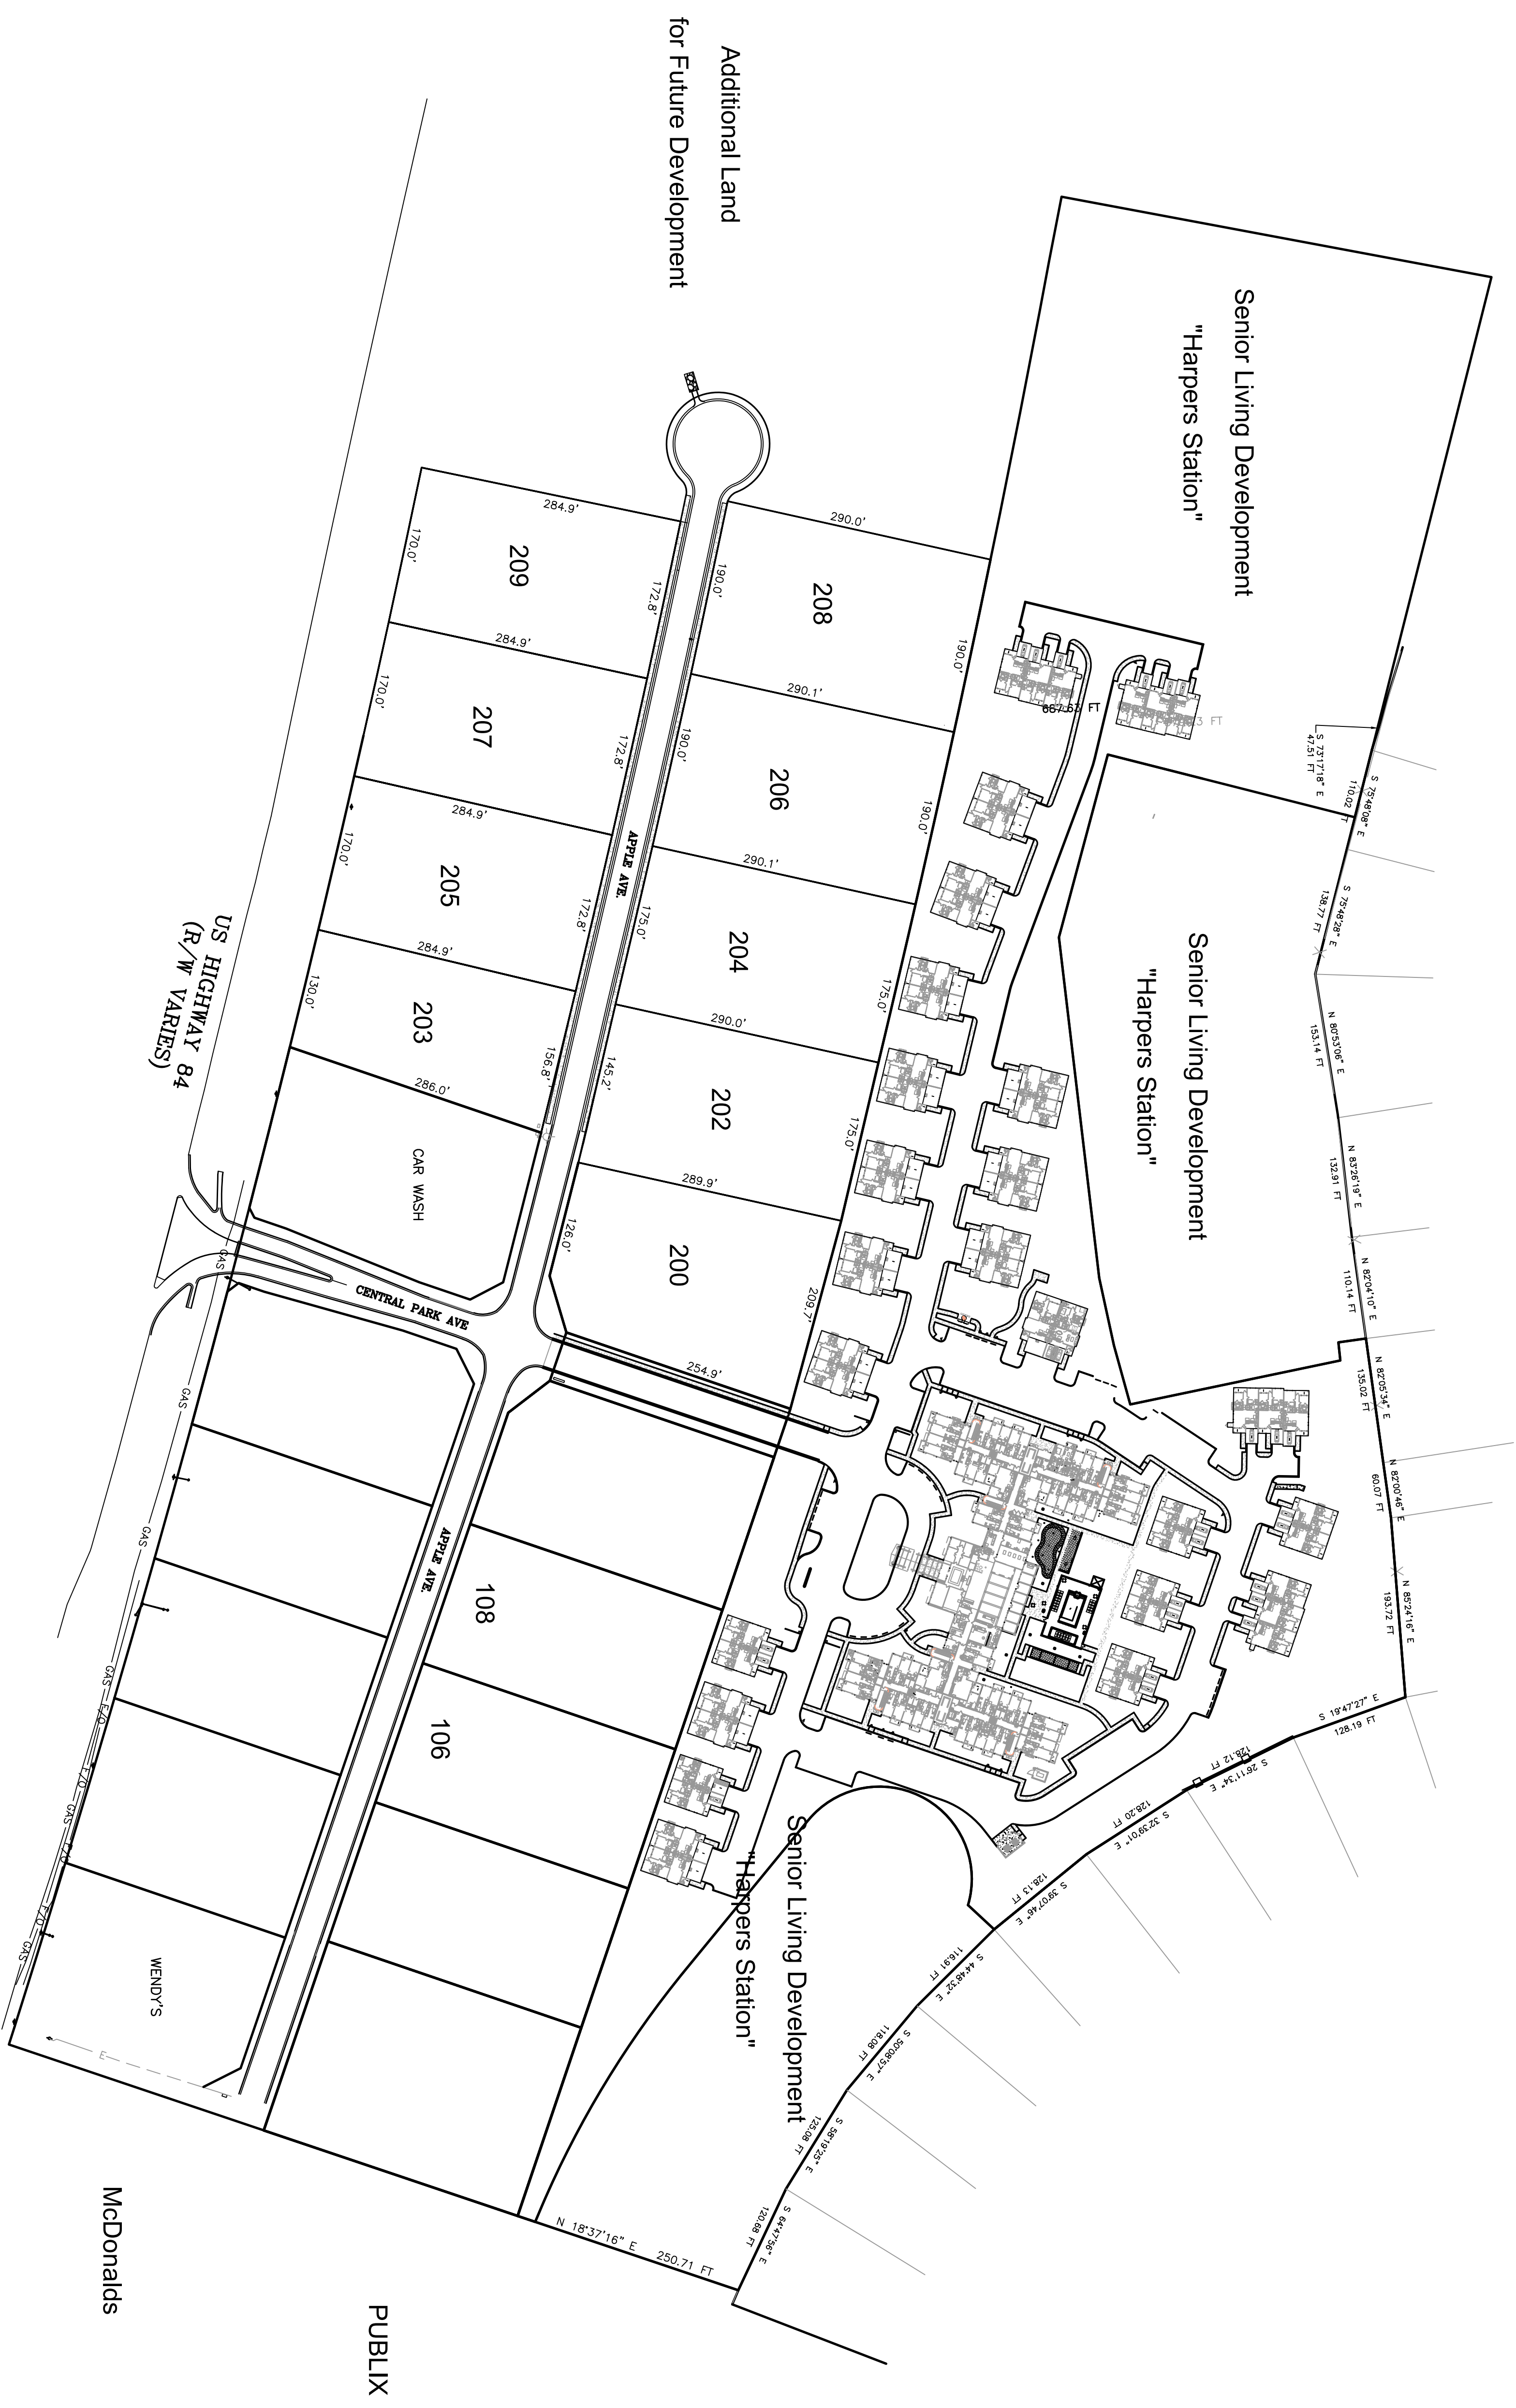 Additional Land
for Future Development
Senior Living Development
"Harpers Station"
Senior Living Development
"Harpers Station"
Senior Living Development
"Harpers Station"
S 73°17'18" E
47.51 FT
S 75°48'08" E
110.02
S 75°48'28" E
138.77 FT
N 80°53'06" E
153.14 FT
N 83°26'19" E
132.91 FT
N 82°04'10" E
110.14 FT
N 82°05'34" E
135.02 FT
N 82°00'46" E
60.07 FT
N 85°24'16" E
193.72 FT
S 19°47'27" E
128.19 FT
S 26°11'34" E
128.12 FT
S 32°39'01" E
128.20 FT
S 39°07'46" E
128.13 FT
S 44°48'32" E
116.91 FT
S 50°08'57" E
118.08 FT
S 58°19'25" E
125.08 FT
S 64°47'56" E
120.68 FT
N 18°37'16" E 250.71 FT
209
284.9'
170.0'
172.8'
208
290.0'
190.0'
190.0'
207
284.9'
170.0'
172.8'
206
290.1'
190.0'
190.0'
205
284.9'
170.0'
172.8'
204
290.1'
175.0'
175.0'
203
284.9'
130.0'
156.8'
286.0'
202
290.0'
145.2'
175.0'
200
289.9'
126.0'
209.7'
254.9'
APPLE AVE.
CAR WASH
US HIGHWAY 84
(R/W VARIES)
CENTRAL PARK AVE
GAS
GAS
GAS
GAS
F/O
F/O
GAS
F/O
F/O
GAS
APPLE AVE.
108
106
WENDY'S
E
McDonalds
PUBLIX